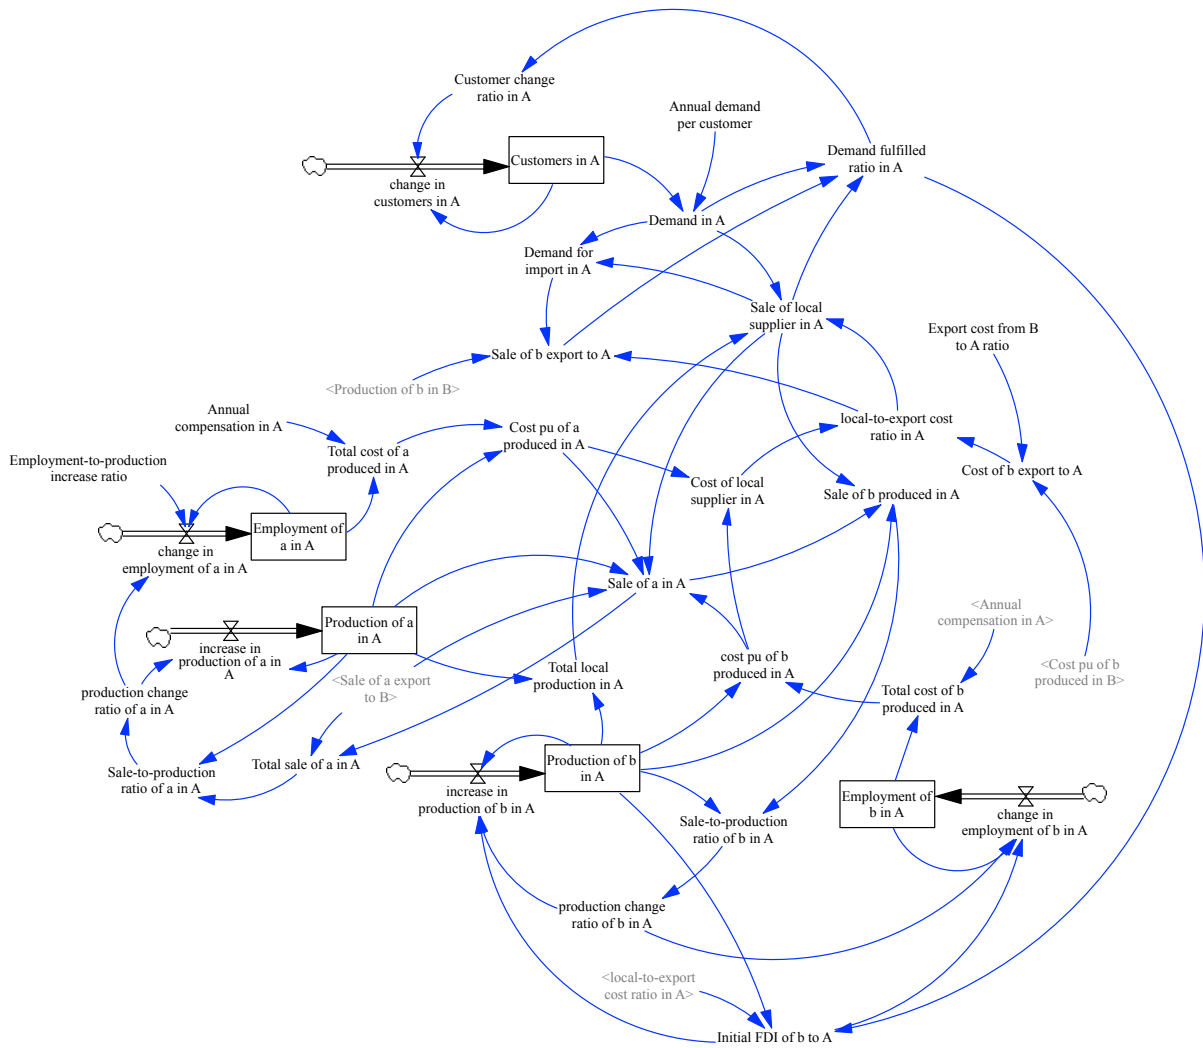 Customer change
ratio in A
Annual demand
per customer
Customers in A
Demand fulfilled
ratio in A
change in
customers in A
Demand in A
Demand for
import in A
Sale of local
supplier in A
Export cost from B
to A ratio
Sale of b export to A
<Production of b in B>
Annual
compensation in A
Cost pu of a
produced in A
local-to-export cost
ratio in A
Total cost of a
produced in A
Employment-to-production
increase ratio
Cost of local
supplier in A
Cost of b export to A
Sale of b produced in A
Employment of
a in A
change in
employment of a in A
Sale of a in A
<Annual
compensation in A>
Production of a
in A
increase in
production of a in
A
<Sale of a export
to B>
Total local
production in A
cost pu of b
produced in A
<Cost pu of b
produced in B>
production change
ratio of a in A
Total cost of b
produced in A
Sale-to-production
ratio of a in A
Total sale of a in A
Production of b
in A
increase in
production of b in A
Employment of
b in A
change in
employment of b in A
Sale-to-production
ratio of b in A
production change
ratio of b in A
<local-to-export
cost ratio in A>
Initial FDI of b to A